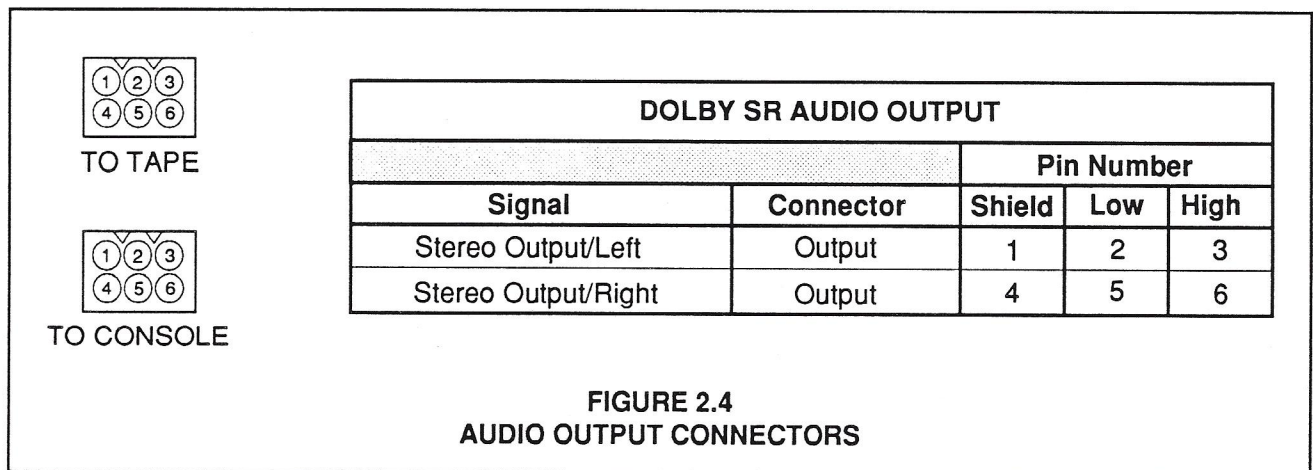 1 2 3
4 5 6
TO TAPE
1 2 3
4 5 6
TO CONSOLE
DOLBY SR AUDIO OUTPUT
Pin Number
Signal Connector Shield Low High
Stereo Output/Left Output 1 2 3
Stereo Output/Right Output 4 5 6
FIGURE 2.4
AUDIO OUTPUT CONNECTORS